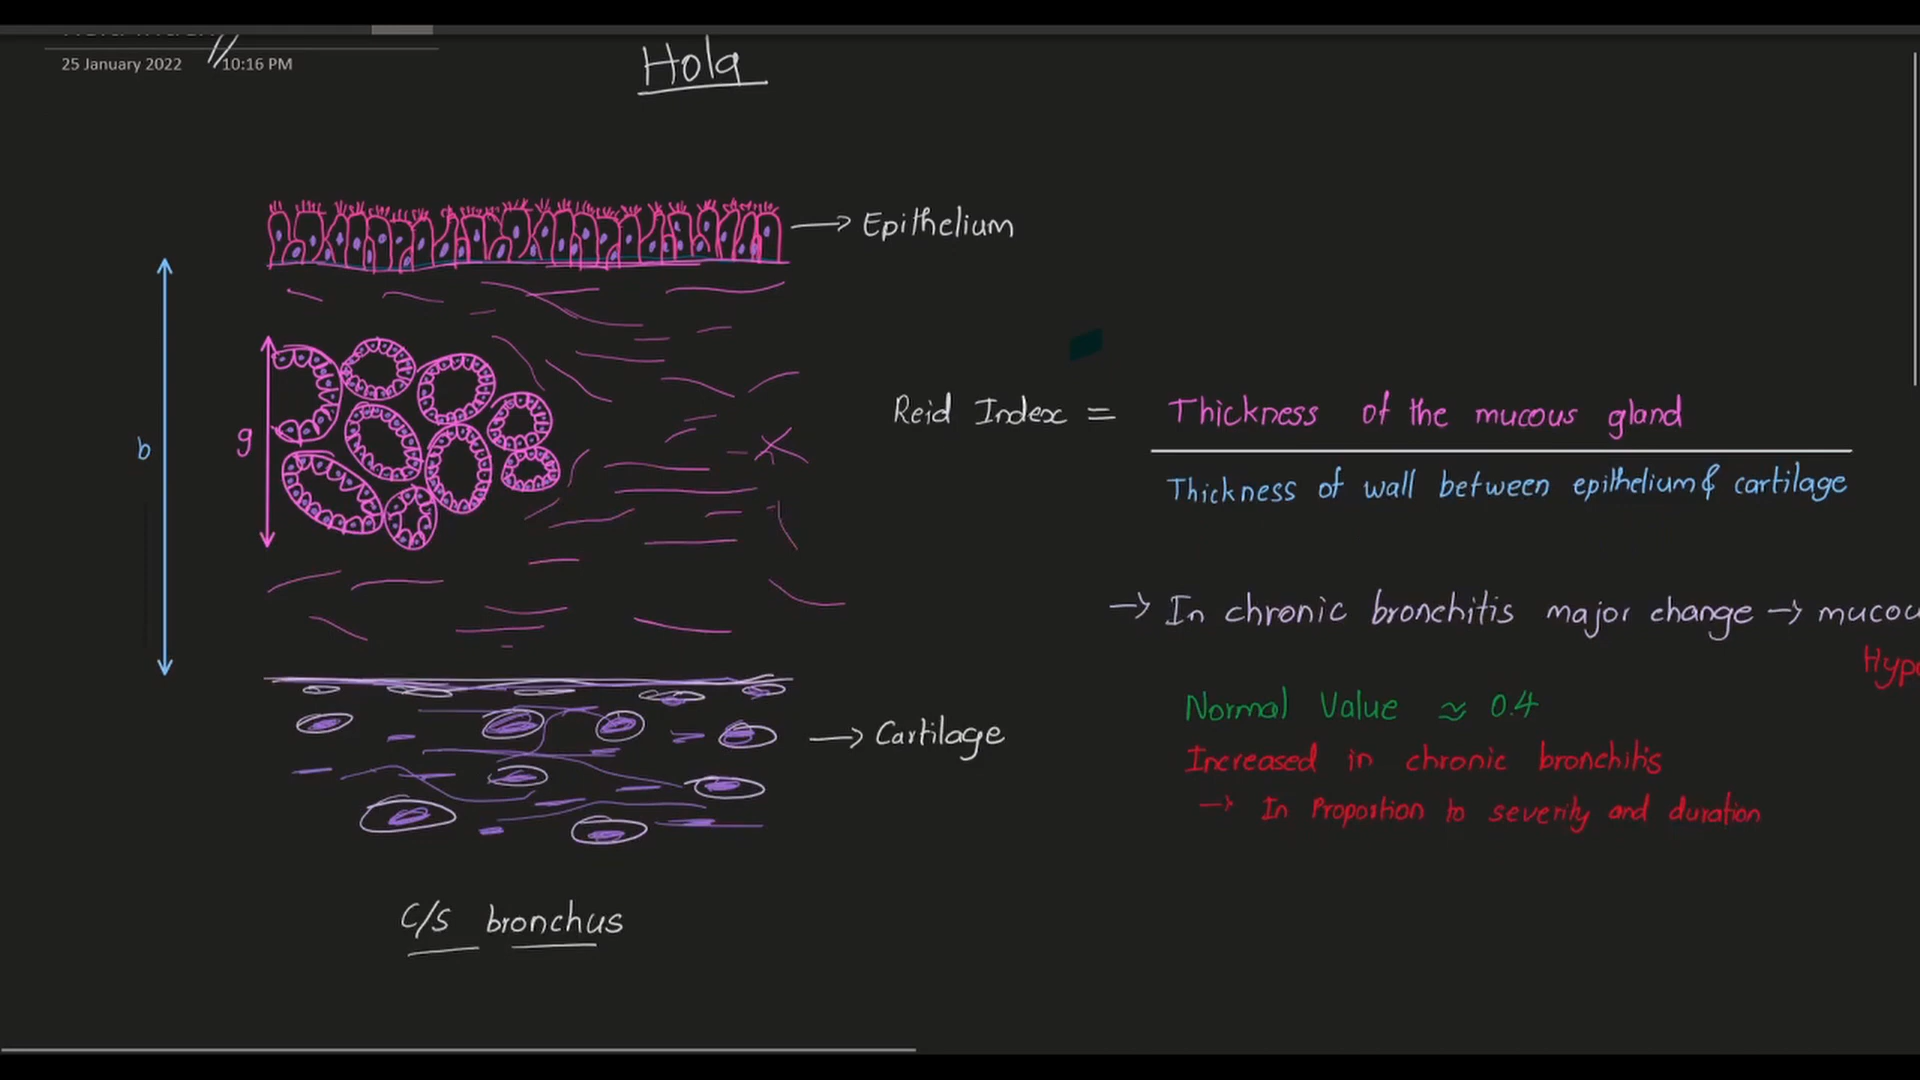 25 January 2022 10:16 PM
Hola
Epithelium
Reid Index = Thickness of the mucous gland
Thickness of wall between epithelium & cartilage
b
g
→ In chronic bronchitis major change → mucou
Hype
Normal Value ≈ 0.4
Increased in chronic bronchitis
→ In Proportion to severity and duration
→ Cartilage
C/S bronchus